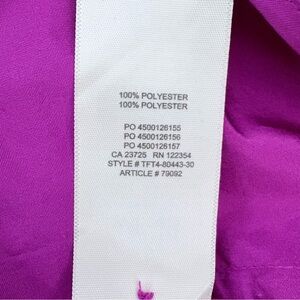 100% POLYESTER
100% POLYESTER
PO 4500126155
PO 4500126156
PO 4500126157
CA 23725 RN 122354
STYLE # TFT4-80443-30
ARTICLE # 79092